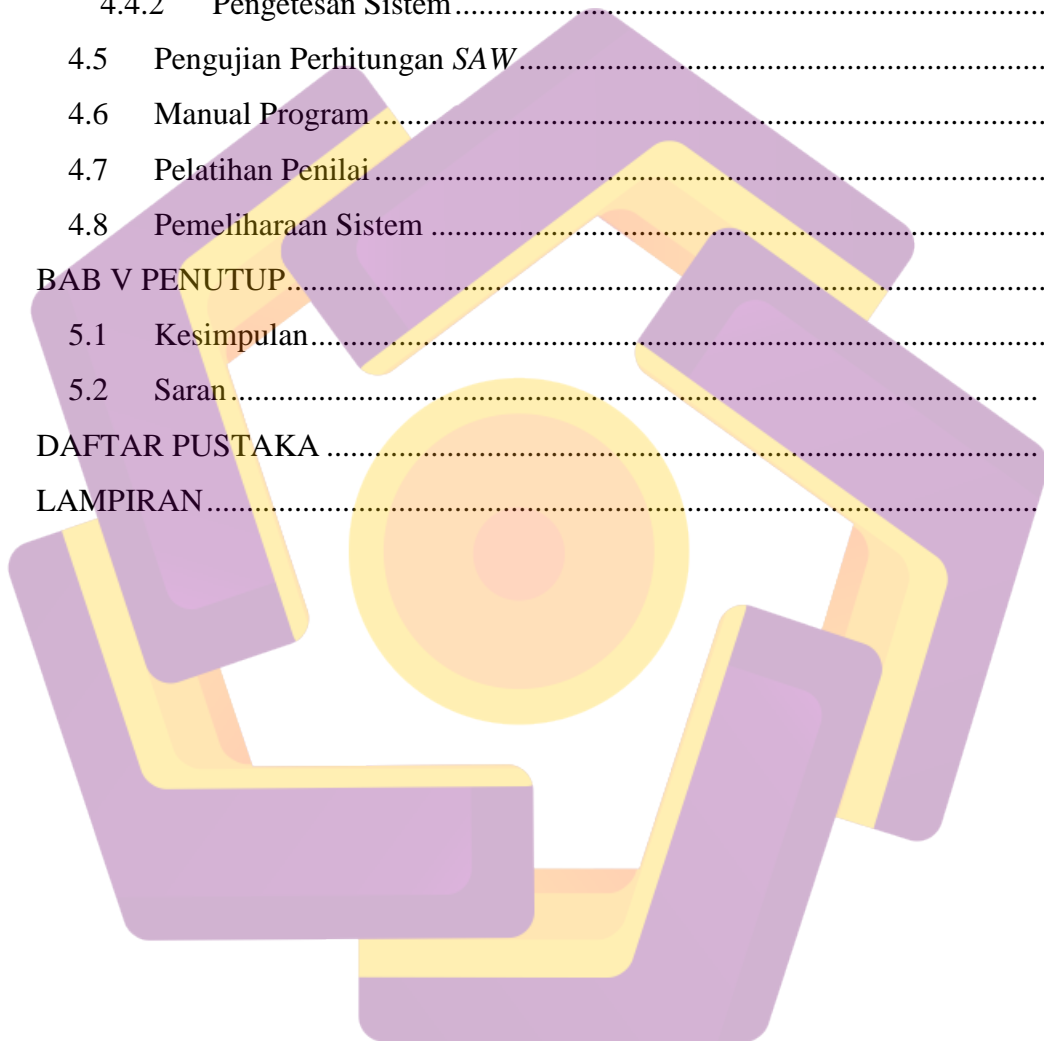 4.4.2 Pengetesan Sistem........................................................................
4.5 Pengujian Perhitungan SAW........................................................................
4.6 Manual Program........................................................................
4.7 Pelatihan Penilai........................................................................
4.8 Pemeliharaan Sistem........................................................................
BAB V PENUTUP........................................................................
5.1 Kesimpulan........................................................................
5.2 Saran........................................................................
DAFTAR PUSTAKA........................................................................
LAMPIRAN........................................................................